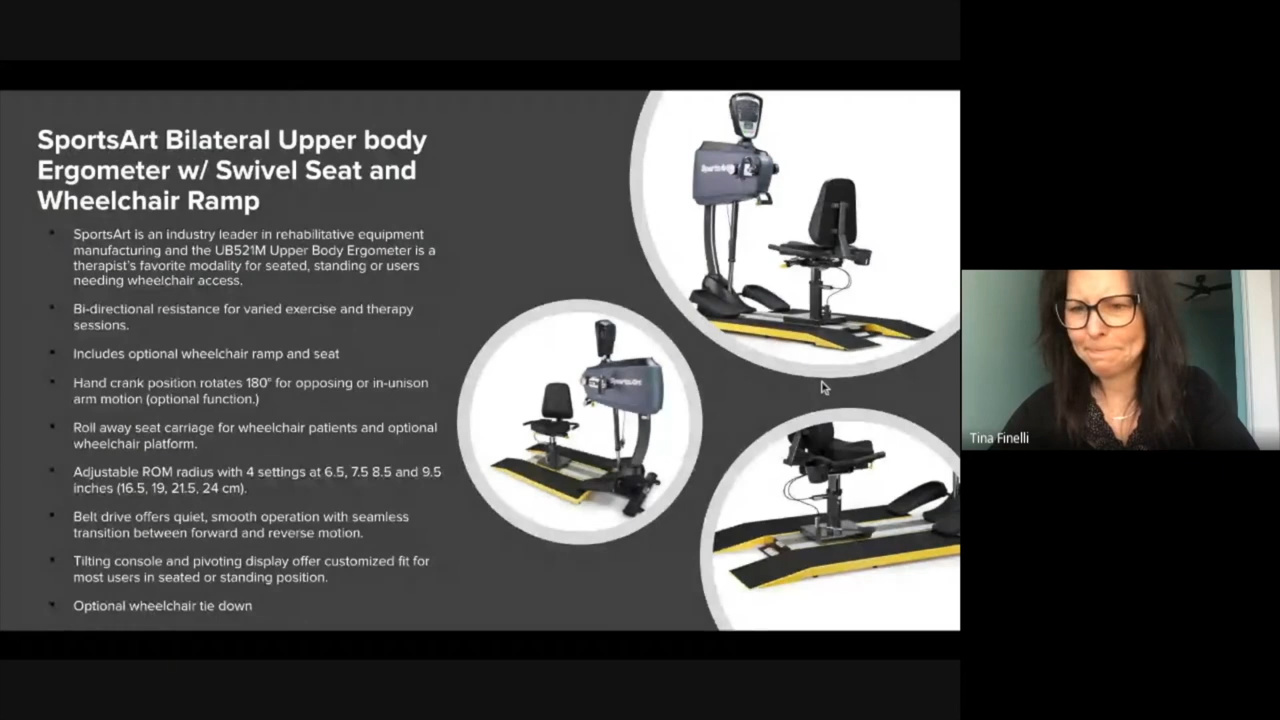 SportsArt Bilateral Upper body
Ergometer w/ Swivel Seat and
Wheelchair Ramp
SportsArt is an industry leader in rehabilitative equipment
manufacturing and the UB521M Upper Body Ergometer is a
therapist's favorite modality for seated, standing or users
needing wheelchair access.
Bi-directional resistance for varied exercise and therapy
sessions.
Includes optional wheelchair ramp and seat
Hand crank position rotates 180° for opposing or in-unison
arm motion (optional function.)
Roll away seat carriage for wheelchair patients and optional
wheelchair platform.
Adjustable ROM radius with 4 settings at 6.5, 7.5 8.5 and 9.5
inches (16.5, 19, 21.5, 24 cm).
Belt drive offers quiet, smooth operation with seamless
transition between forward and reverse motion.
Tilting console and pivoting display offer customized fit for
most users in seated or standing position.
Optional wheelchair tie down
SportsArt
SportsArt
Tina Finelli